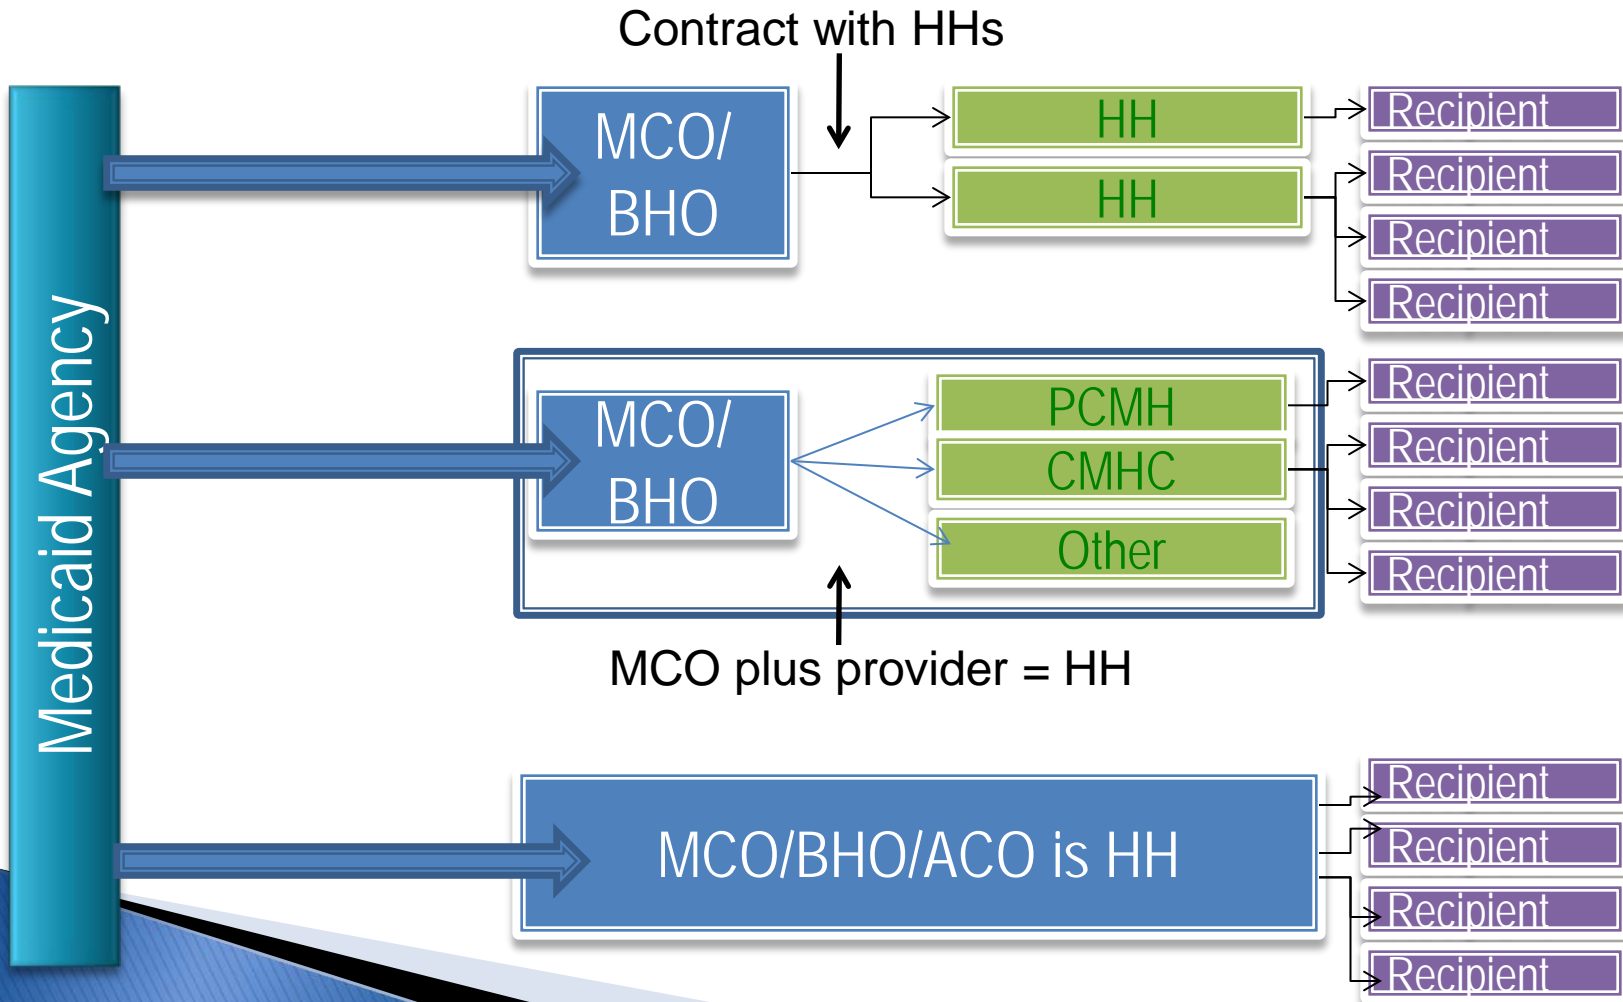 Contract with HHs
Medicaid Agency
MCO/
BHO
HH
HH
Recipient
Recipient
Recipient
Recipient
MCO/
BHO
PCMH
CMHC
Other
Recipient
Recipient
Recipient
Recipient
MCO plus provider = HH
MCO/BHO/ACO is HH
Recipient
Recipient
Recipient
Recipient